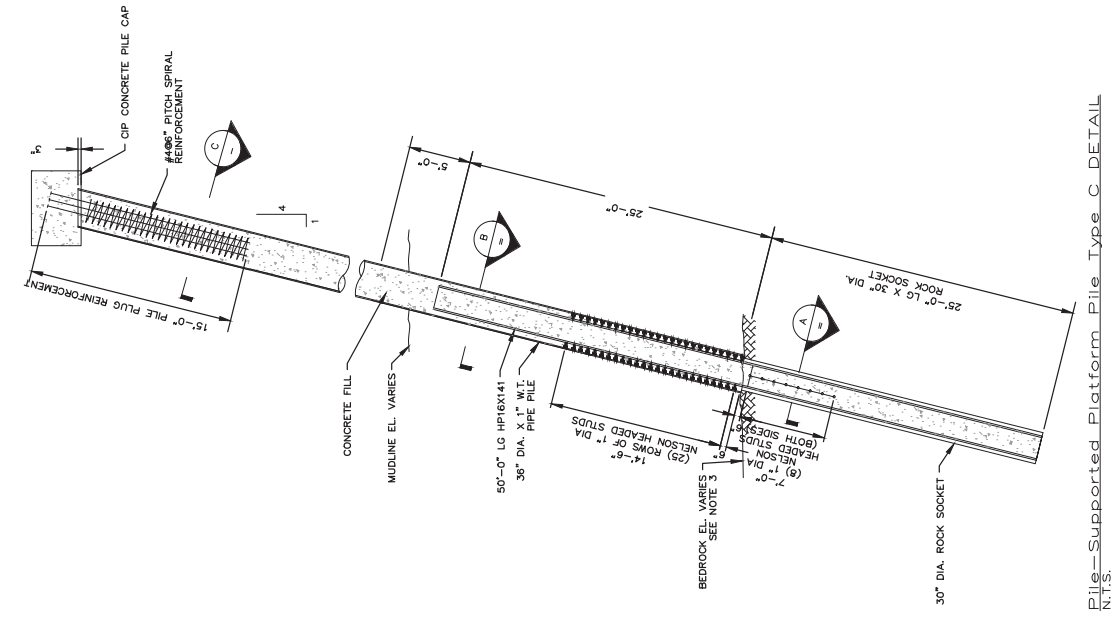 3"
CIP CONCRETE PILE CAP
#4@6" PITCH SPIRAL
REINFORCEMENT
C
–
15'-0" PILE PLUG REINFORCEMENT
4
1
5'-0"
CONCRETE FILL
MUDLINE EL. VARIES
B
–
25'-0"
50'-0" LG HP16X141
36" DIA. X 1" W.T.
PIPE PILE
14'-6"
(25) ROWS OF 1" DIA
NELSON HEADED STUDS
6"
6"
7'-0"
(8) 1" DIA
NELSON
HEADED STUDS
(BOTH SIDES)
A
–
25'-0" LG X 30" DIA.
ROCK SOCKET
BEDROCK EL. VARIES
SEE NOTE 3
30" DIA. ROCK SOCKET
Pile-Supported Platform Pile Type C DETAIL
N.T.S.